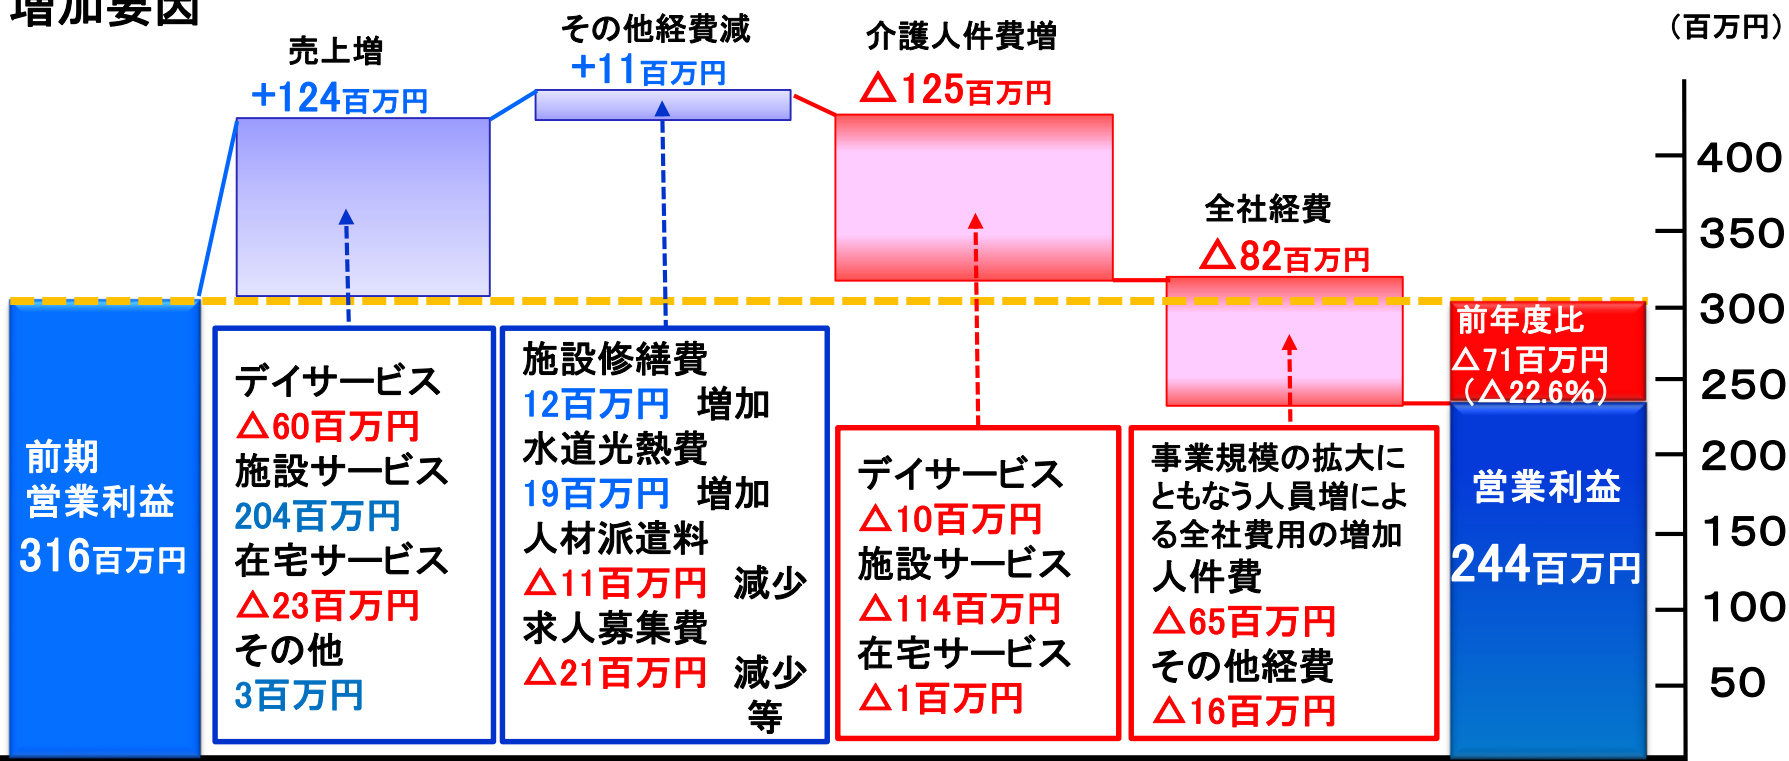 増加要因
（百万円）
売上増
+124百万円
その他経費減
+11百万円
介護人件費増
△125百万円
全社経費
△82百万円
400
350
300
250
200
150
100
50
前期
営業利益
316百万円
デイサービス
△60百万円
施設サービス
204百万円
在宅サービス
△23百万円
その他
3百万円
施設修繕費
12百万円 増加
水道光熱費
19百万円 増加
人材派遣料
△11百万円 減少
求人募集費
△21百万円 減少
等
デイサービス
△10百万円
施設サービス
△114百万円
在宅サービス
△1百万円
事業規模の拡大に
ともなう人員増によ
る全社費用の増加
人件費
△65百万円
その他経費
△16百万円
前年度比
△71百万円
（△22.6%）
営業利益
244百万円